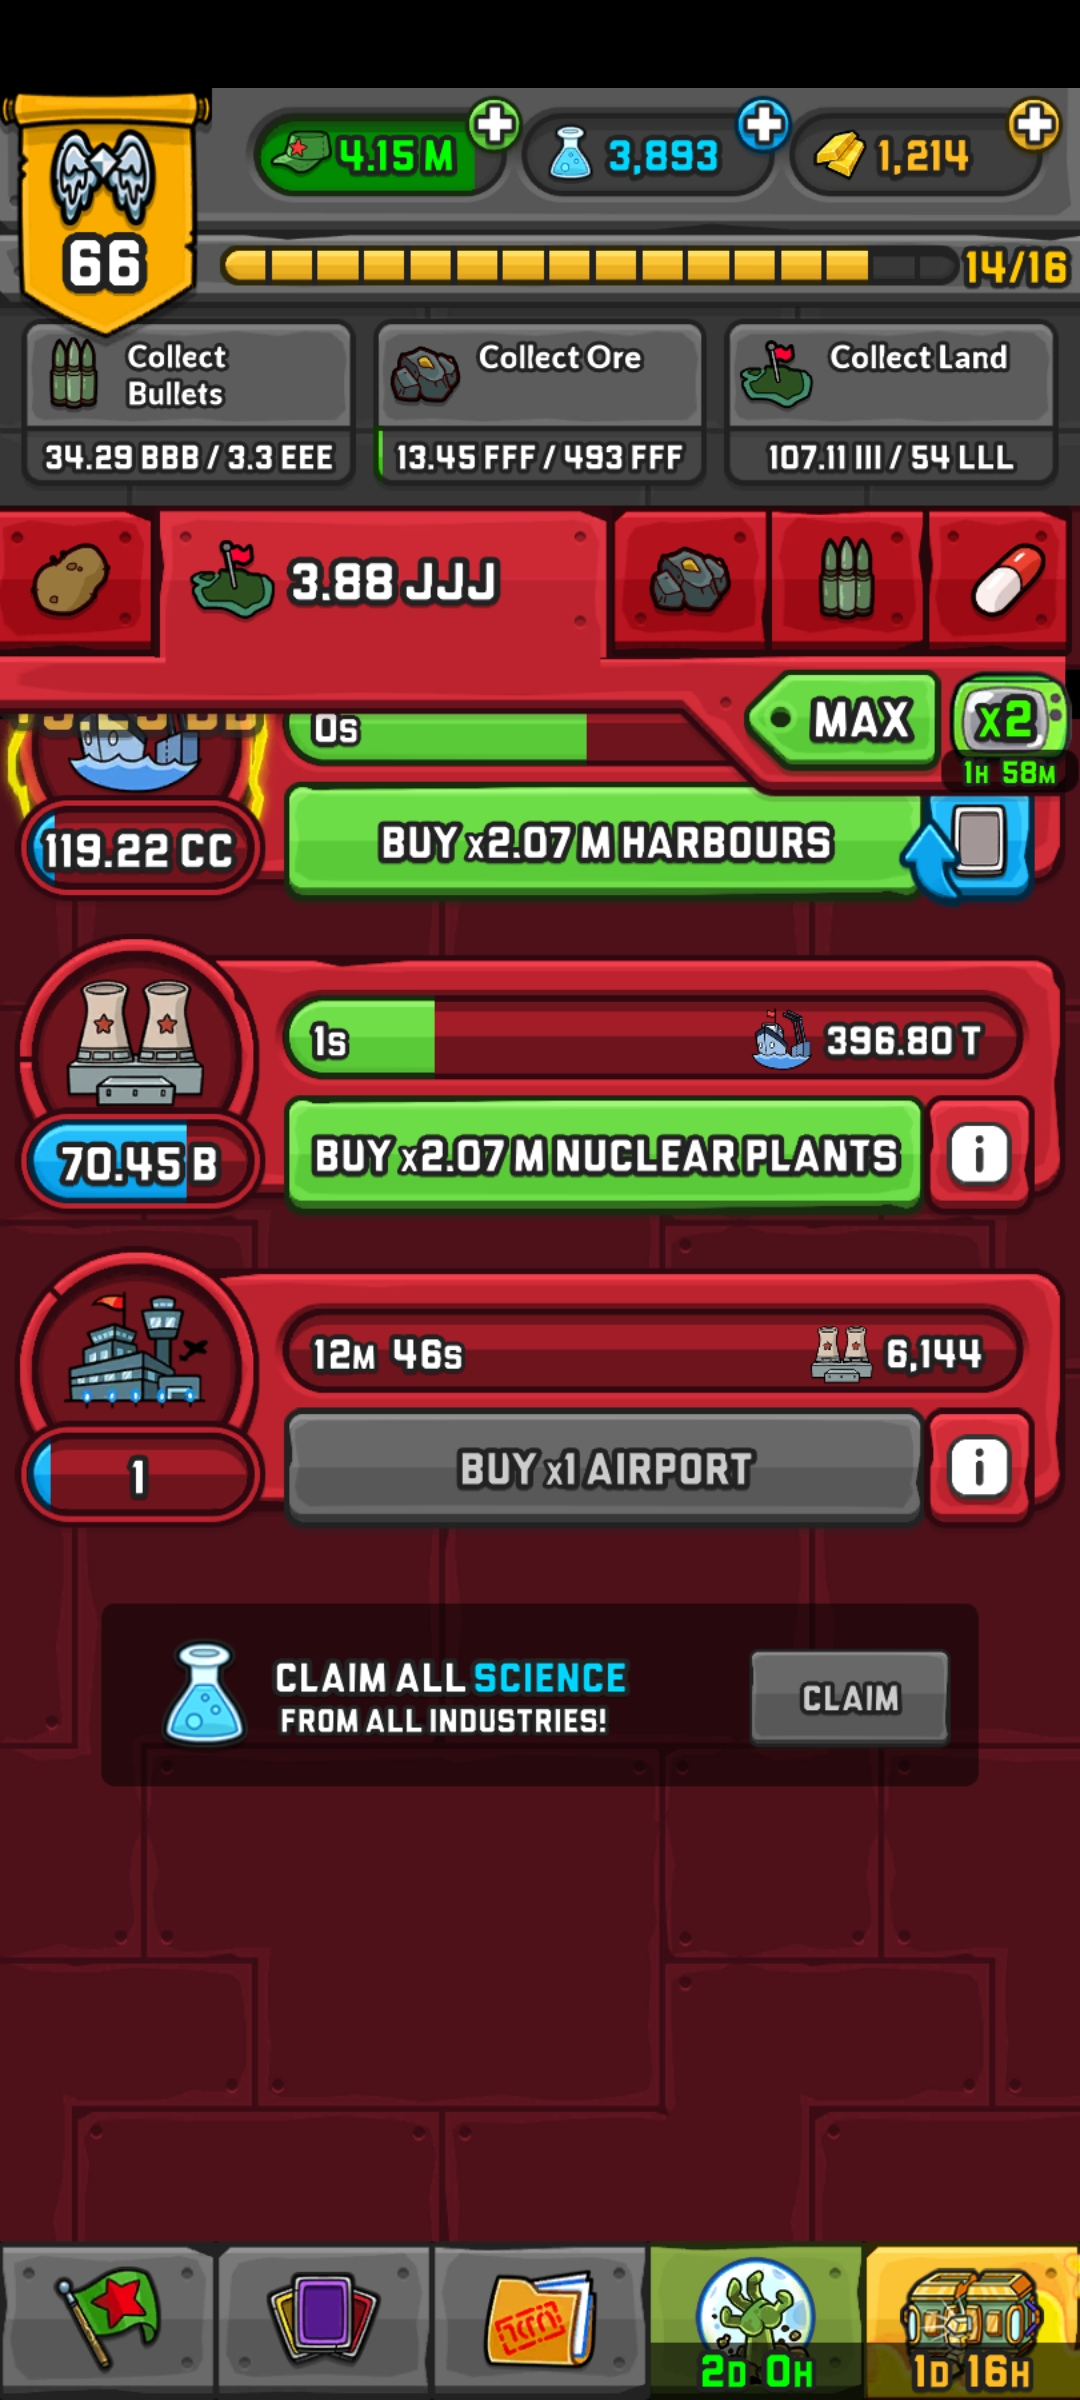 4.15 M
3,893
1,214
66
14/16
Collect
Bullets
Collect Ore
Collect Land
34.29 BBB / 3.3 EEE
13.45 FFF / 493 FFF
107.11 III / 54 LLL
3.88 JJJ
MAX
x2
1H 58M
0s
119.22 CC
BUY x2.07 M HARBOURS
1s
396.80 T
70.45 B
BUY x2.07 M NUCLEAR PLANTS
i
12M 46s
6,144
1
BUY x1 AIRPORT
i
CLAIM ALL SCIENCE
FROM ALL INDUSTRIES!
CLAIM
2D 0H
1D 16H